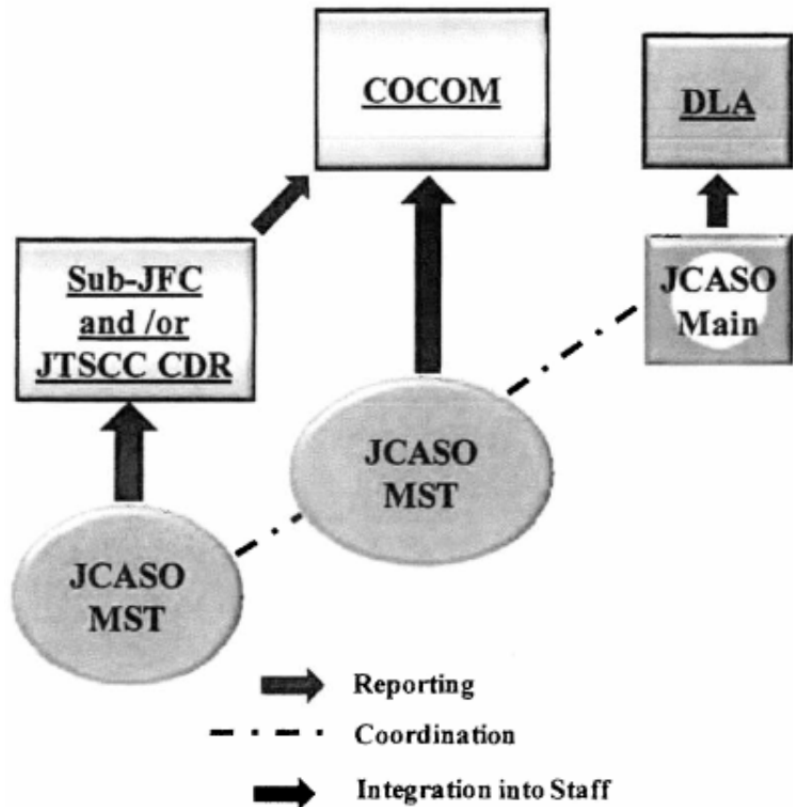 COCOM
DLA
Sub-JFC
and /or
JTSCC CDR
JCASO
Main
JCASO
MST
JCASO
MST
Reporting
Coordination
Integration into Staff